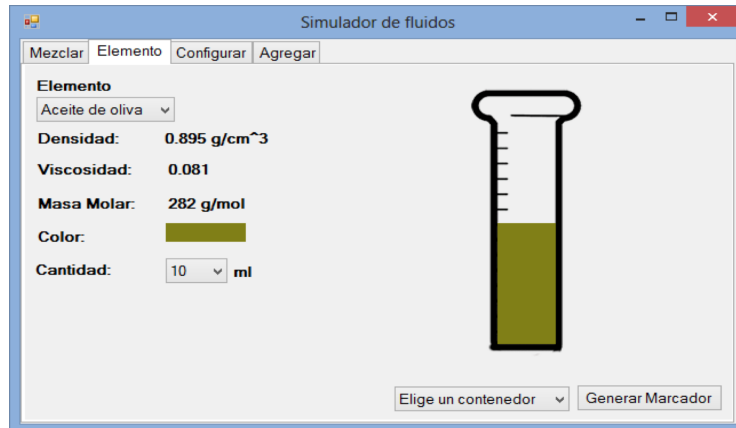 Simulador de fluidos
Mezclar Elemento Configurar Agregar
Elemento
Aceite de oliva
Densidad: 0.895 g/cm^3
Viscosidad: 0.081
Masa Molar: 282 g/mol
Color:
Cantidad: 10 ml
Elige un contenedor Generar Marcador